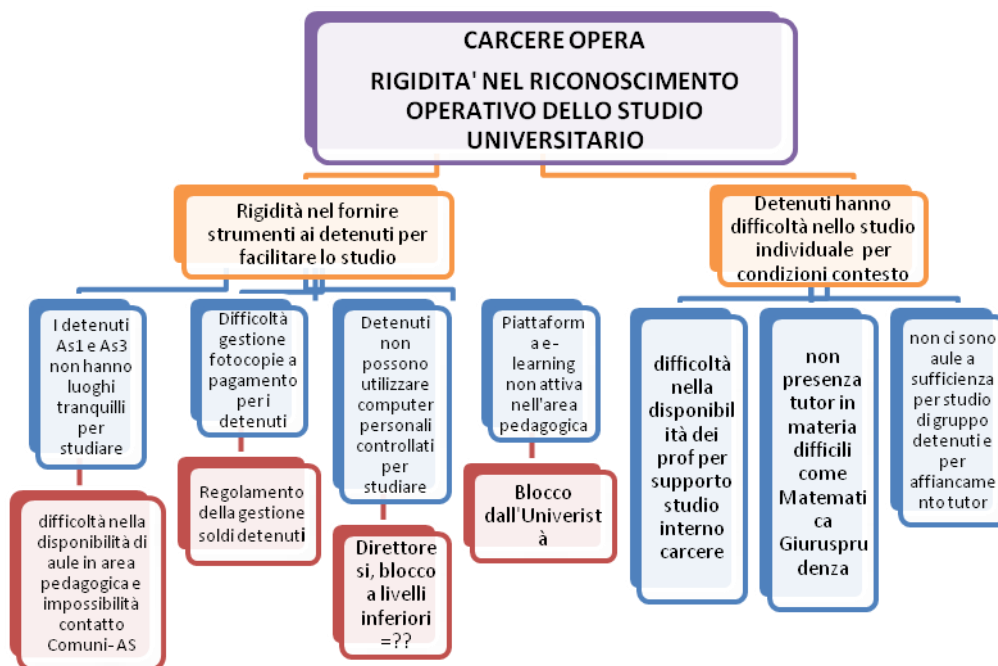 CARCERE OPERA
RIGIDITA' NEL RICONOSCIMENTO
OPERATIVO DELLO STUDIO
UNIVERSITARIO
Rigidità nel fornire
strumenti ai detenuti per
facilitare lo studio
Detenuti hanno
difficoltà nello studio
individuale per
condizioni contesto
I detenuti
As1 e As3
non hanno
luoghi
tranquilli
per
studiare
Difficoltà
gestione
fotocopie a
pagamento
per i
detenuti
Detenuti
non
possono
utilizzare
computer
personali
controllati
per
studiare
Piattaform
a e-
learning
non attiva
nell'area
pedagogica
difficoltà
nella
disponibil
ità dei
prof per
supporto
studio
interno
carcere
non
presenza
tutor in
materia
difficili
come
Matemati
ca
Giuruspru
denza
non ci sono
aule a
sufficienza
per studio
di gruppo
detenuti e
per
affiancame
nto tutor
difficoltà nella
disponibilità di
aule in area
pedagogica e
impossibilità
contatto
Comuni- AS
Regolamento
della gestione
soldi detenuti
Direttore
si, blocco
a livelli
inferiori
=??
Blocco
dall'Univerist
à